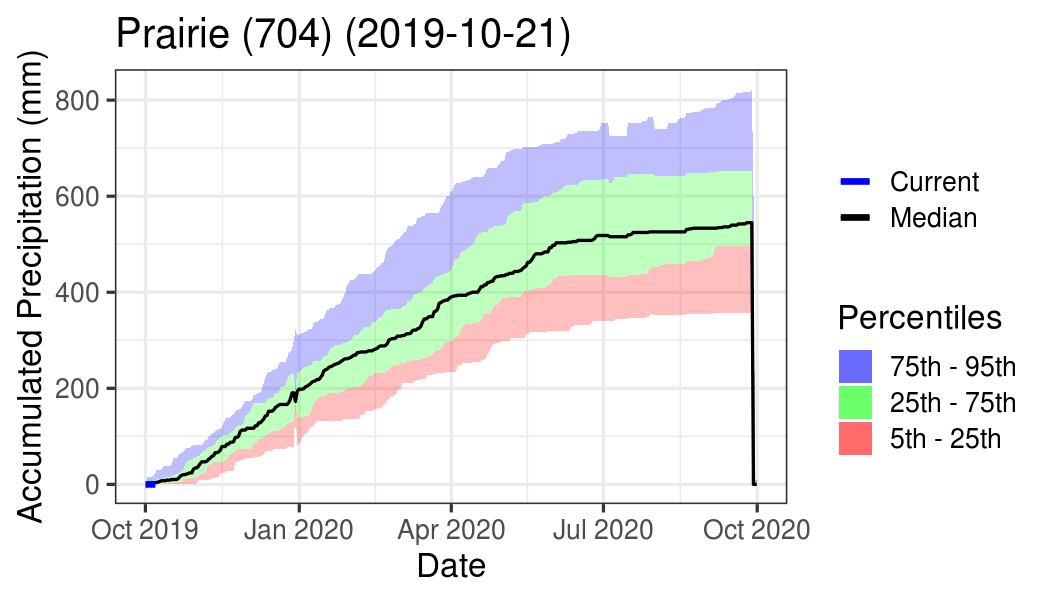 Prairie (704) (2019-10-21)
Accumulated Precipitation (mm)
800
600
400
200
0
Oct 2019
Jan 2020
Apr 2020
Jul 2020
Oct 2020
Date
Current
Median
Percentiles
75th - 95th
25th - 75th
5th - 25th